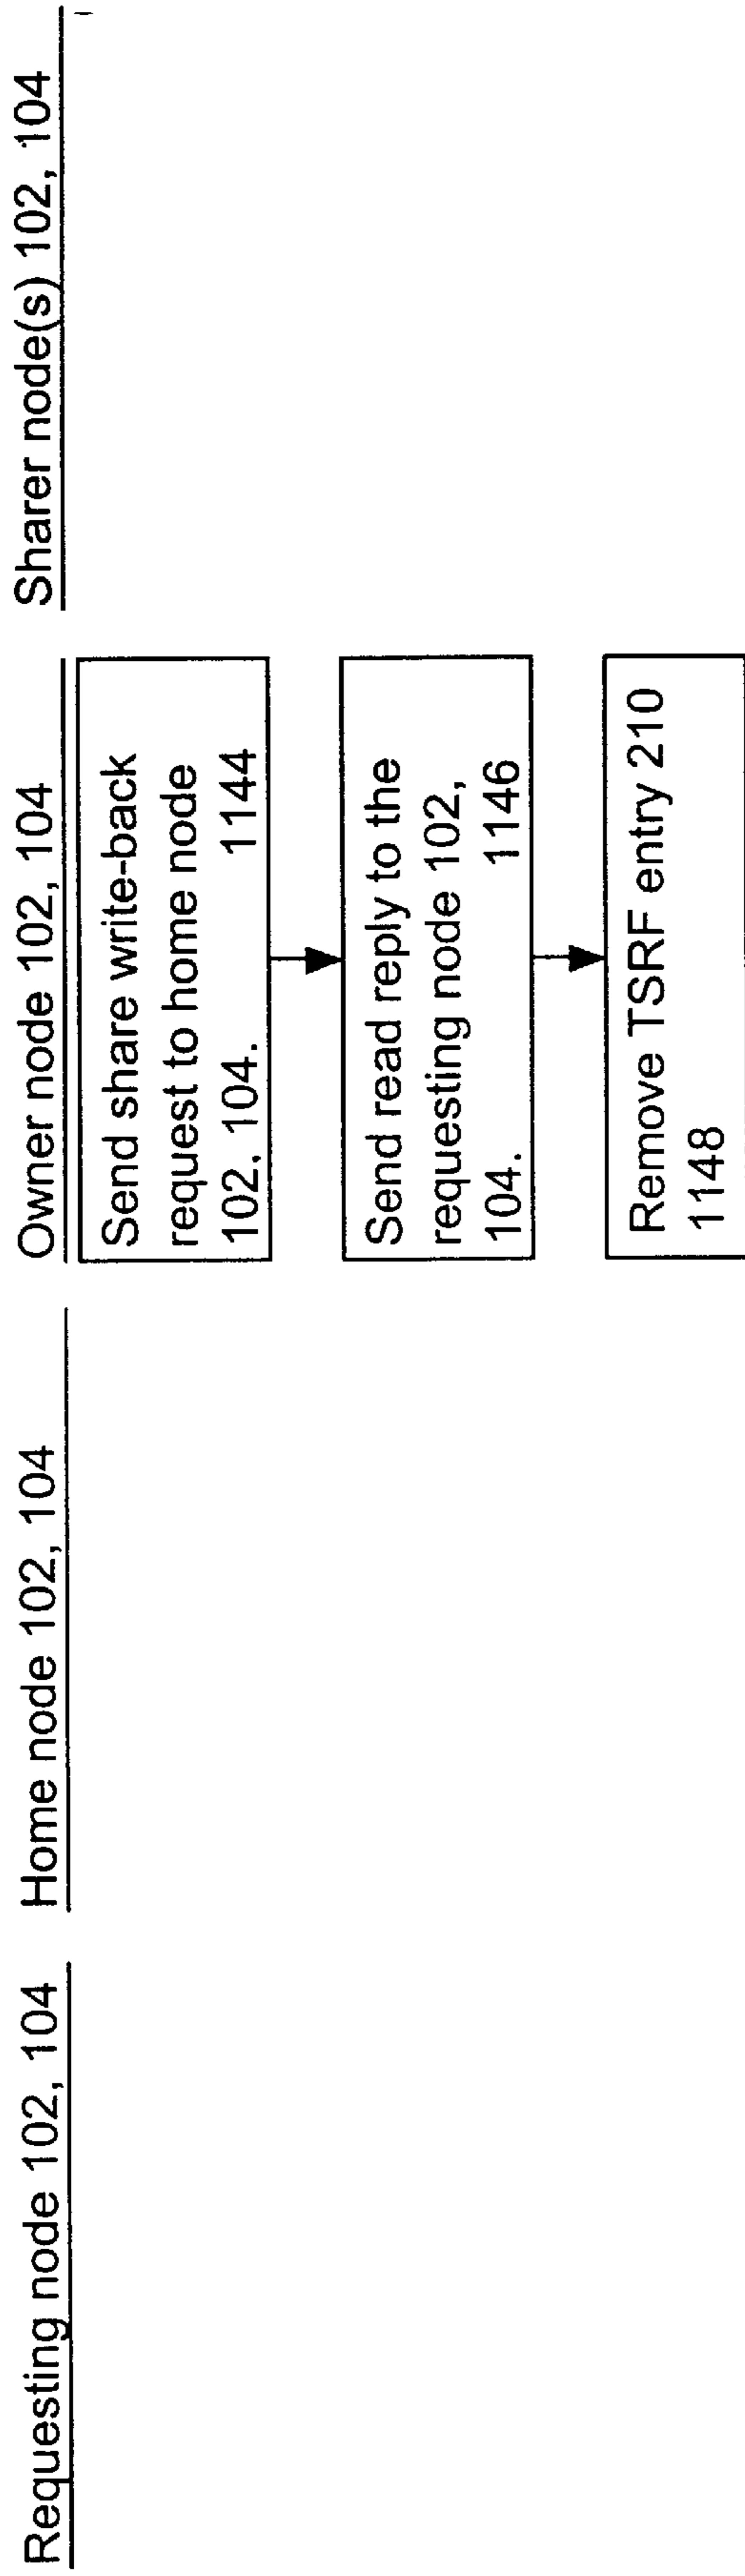 Requesting node 102, 104
Home node 102, 104
Owner node 102, 104
Sharer node(s) 102, 104
Send share write-back
request to home node
102, 104. 1144
Send read reply to the
requesting node 102,
104. 1146
Remove TSRF entry 210
1148